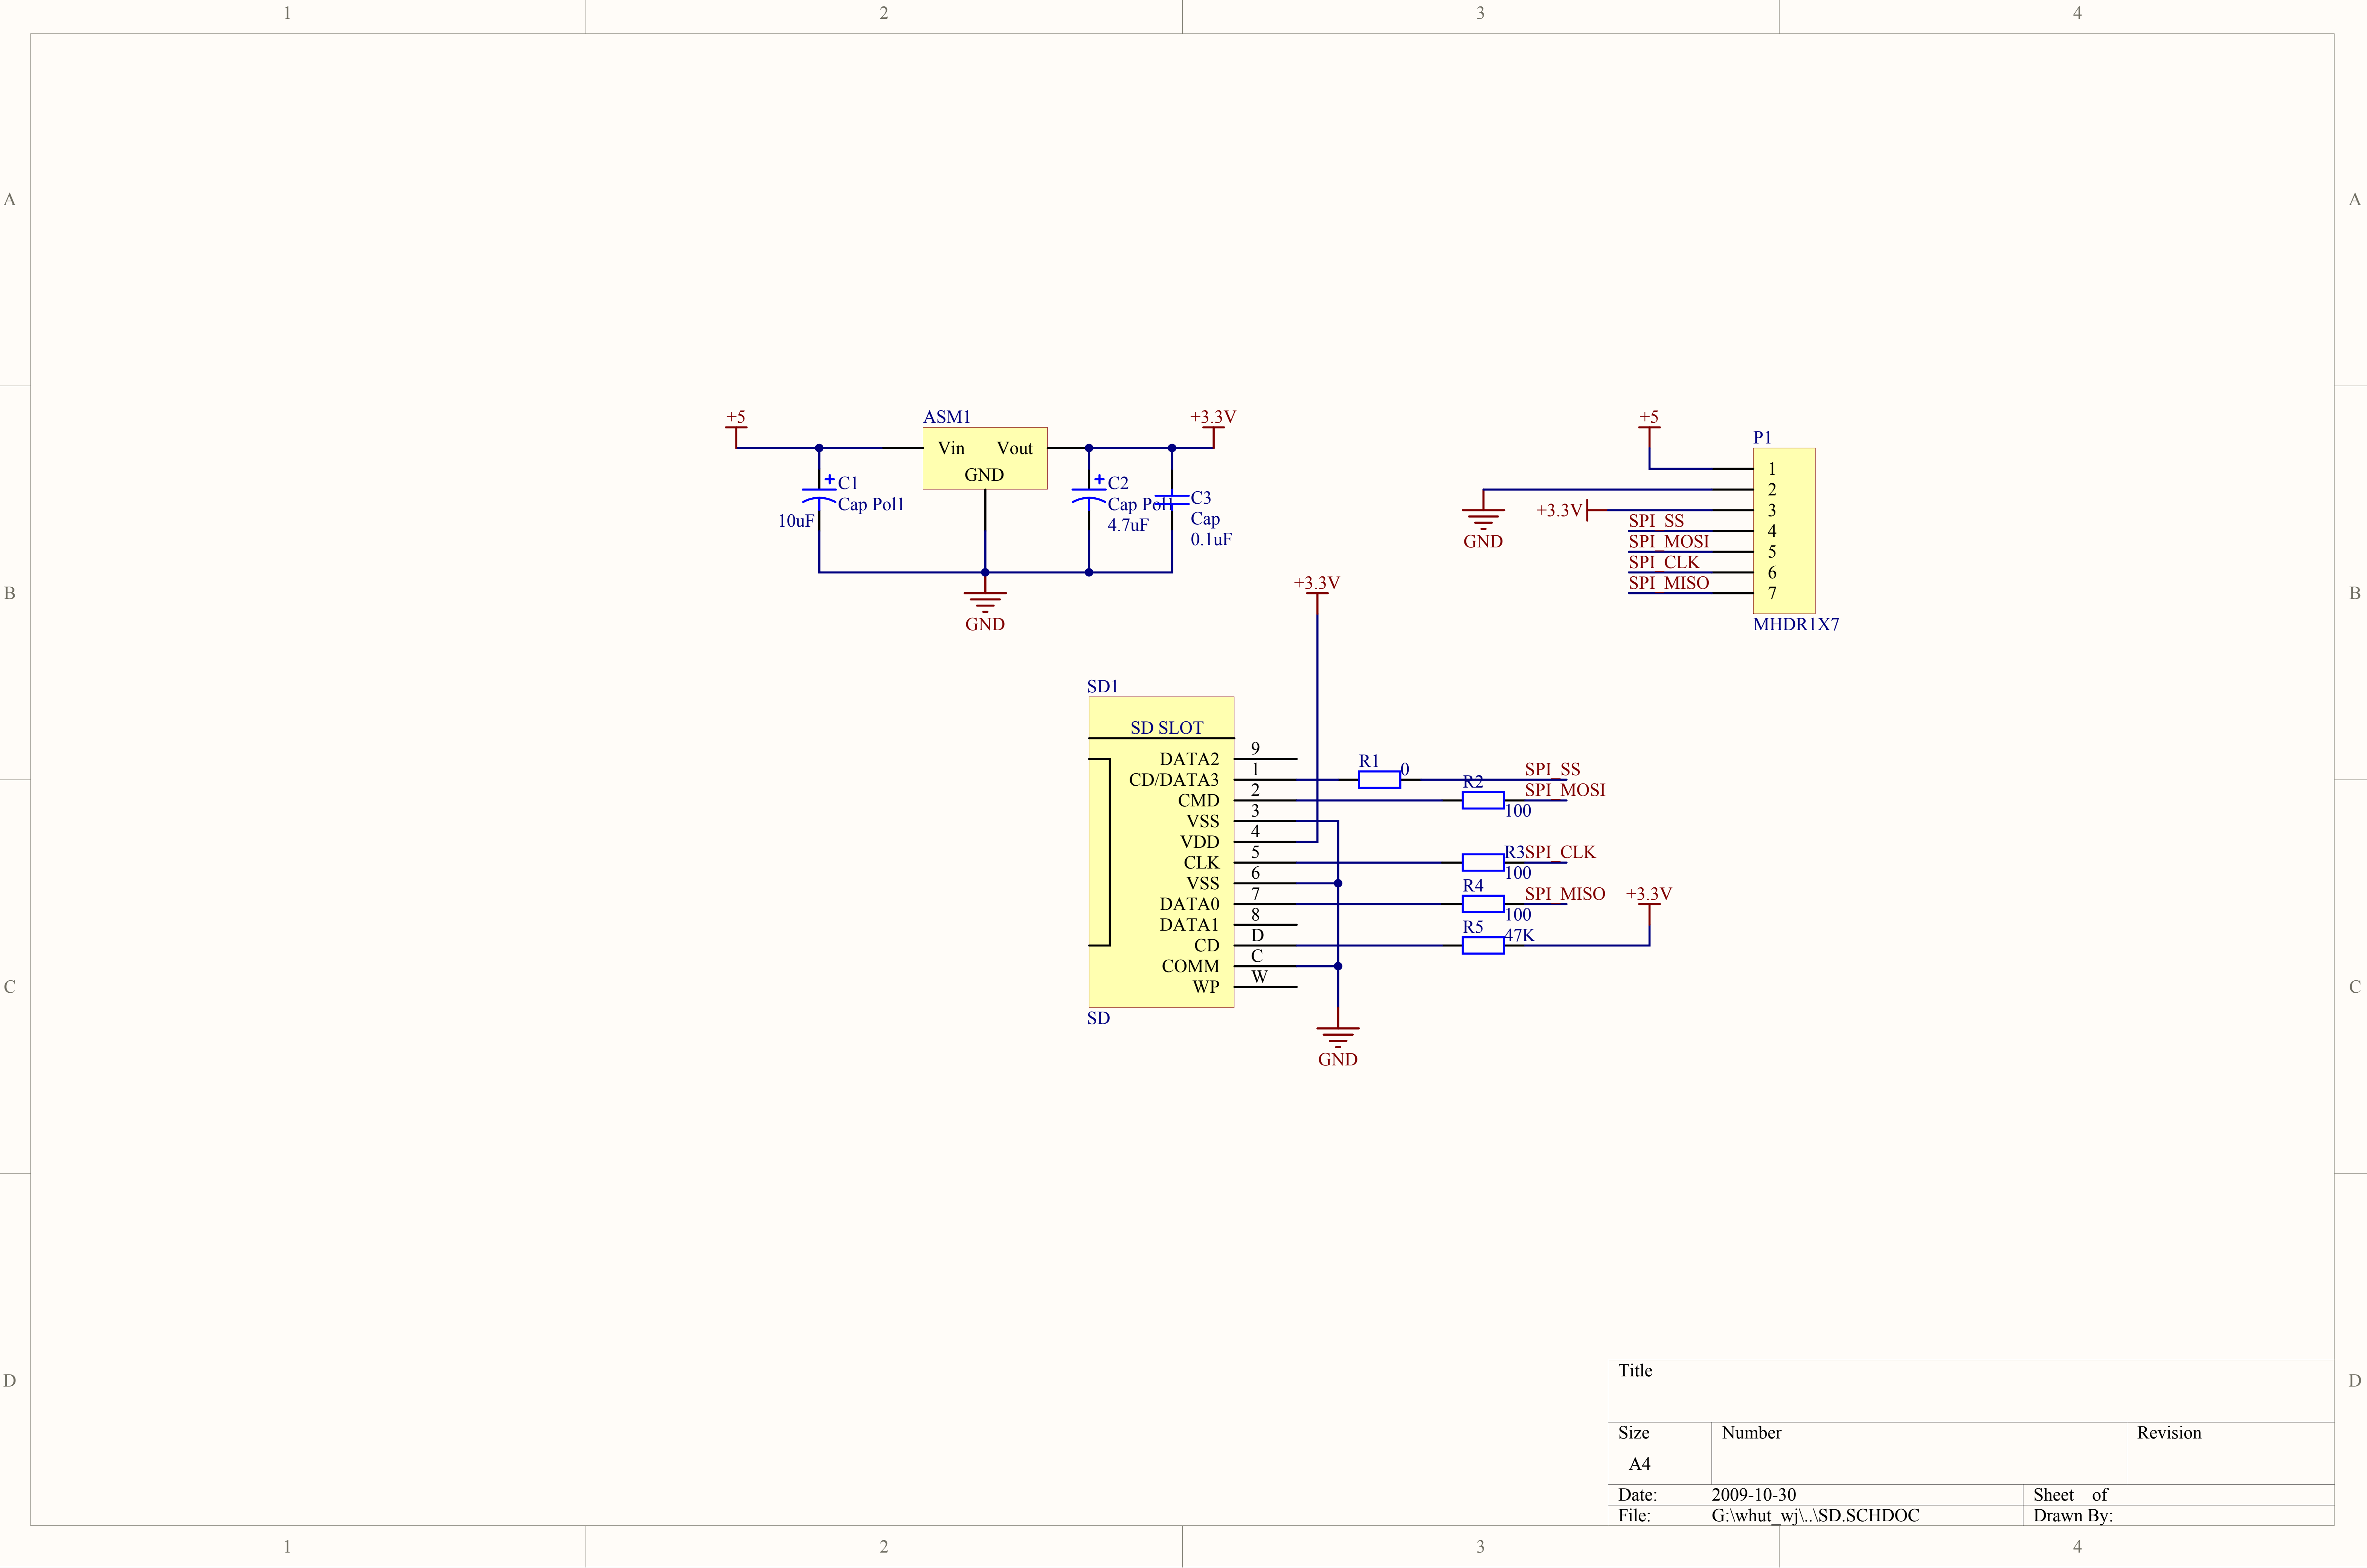 1 2 3 4
A A
B B
C C
D D
1 2 3 4
+5
ASM1
+3.3V
Vin Vout
GND
C1
Cap Pol1
10uF
C2
Cap Pol1
4.7uF
C3
Cap
0.1uF
GND
+5
P1
1
2
3
4
5
6
7
GND
+3.3V
SPI_SS
SPI_MOSI
SPI_CLK
SPI_MISO
MHDR1X7
+3.3V
SD1
SD SLOT
DATA2 9
CD/DATA3 1
CMD 2
VSS 3
VDD 4
CLK 5
VSS 6
DATA0 7
DATA1 8
CD D
COMM C
WP W
SD
R1 0 SPI_SS
R2 SPI_MOSI
100
R3 SPI_CLK
100
R4 SPI_MISO +3.3V
100
R5 47K
GND
Title
Size Number Revision
A4
Date: 2009-10-30 Sheet of
File: G:\whut_wj\..\SD.SCHDOC Drawn By: